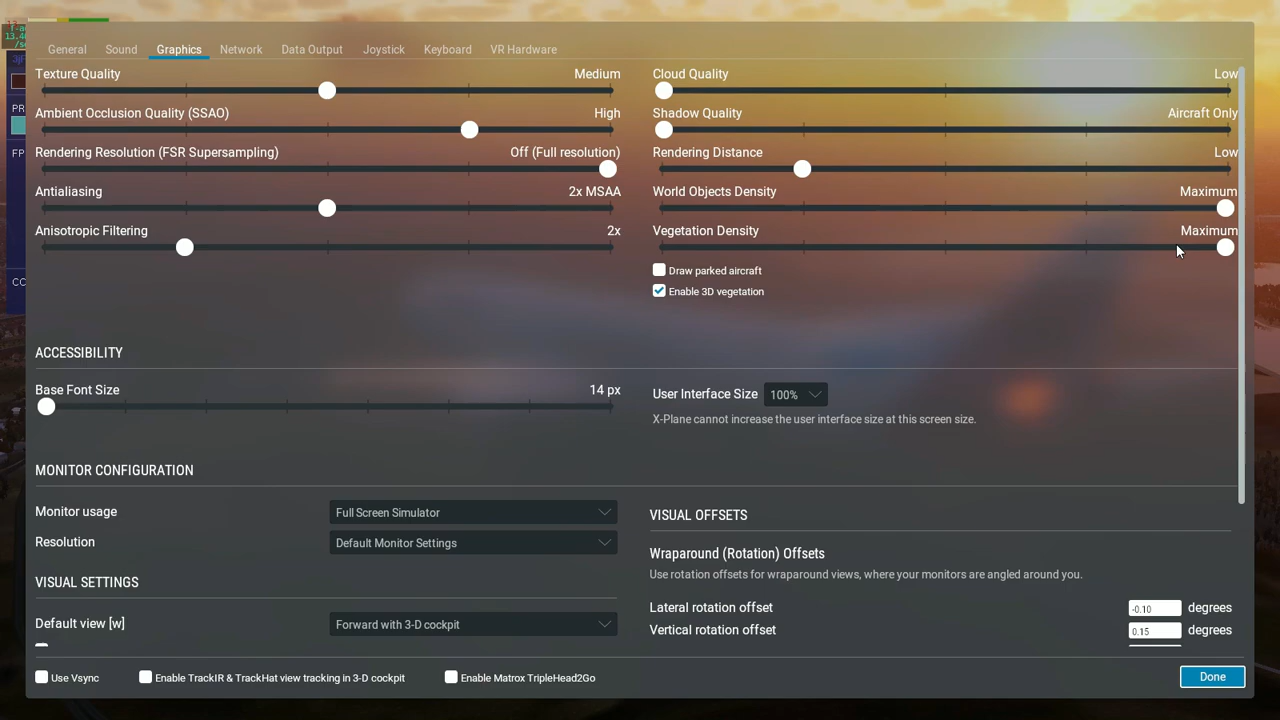 General Sound Graphics Network Data Output Joystick Keyboard VR Hardware
Texture Quality Medium
Ambient Occlusion Quality (SSAO) High
Rendering Resolution (FSR Supersampling) Off (Full resolution)
Antialiasing 2x MSAA
Anisotropic Filtering 2x
Cloud Quality Low
Shadow Quality Aircraft Only
Rendering Distance Low
World Objects Density Maximum
Vegetation Density Maximum
Draw parked aircraft
Enable 3D vegetation
ACCESSIBILITY
Base Font Size 14 px
User Interface Size 100%
X-Plane cannot increase the user interface size at this screen size.
MONITOR CONFIGURATION
Monitor usage Full Screen Simulator
Resolution Default Monitor Settings
VISUAL SETTINGS
Default view [w] Forward with 3-D cockpit
VISUAL OFFSETS
Wraparound (Rotation) Offsets
Use rotation offsets for wraparound views, where your monitors are angled around you.
Lateral rotation offset -0.10 degrees
Vertical rotation offset 0.15 degrees
Use Vsync Enable TrackIR & TrackHat view tracking in 3-D cockpit Enable Matrox TripleHead2Go
Done